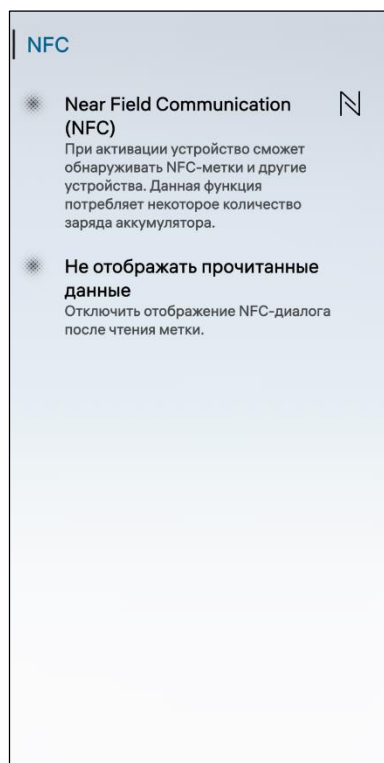 NFC
Near Field Communication
(NFC)
При активации устройство сможет
обнаруживать NFC-метки и другие
устройства. Данная функция
потребляет некоторое количество
заряда аккумулятора.
Не отображать прочитанные
данные
Отключить отображение NFC-диалога
после чтения метки.